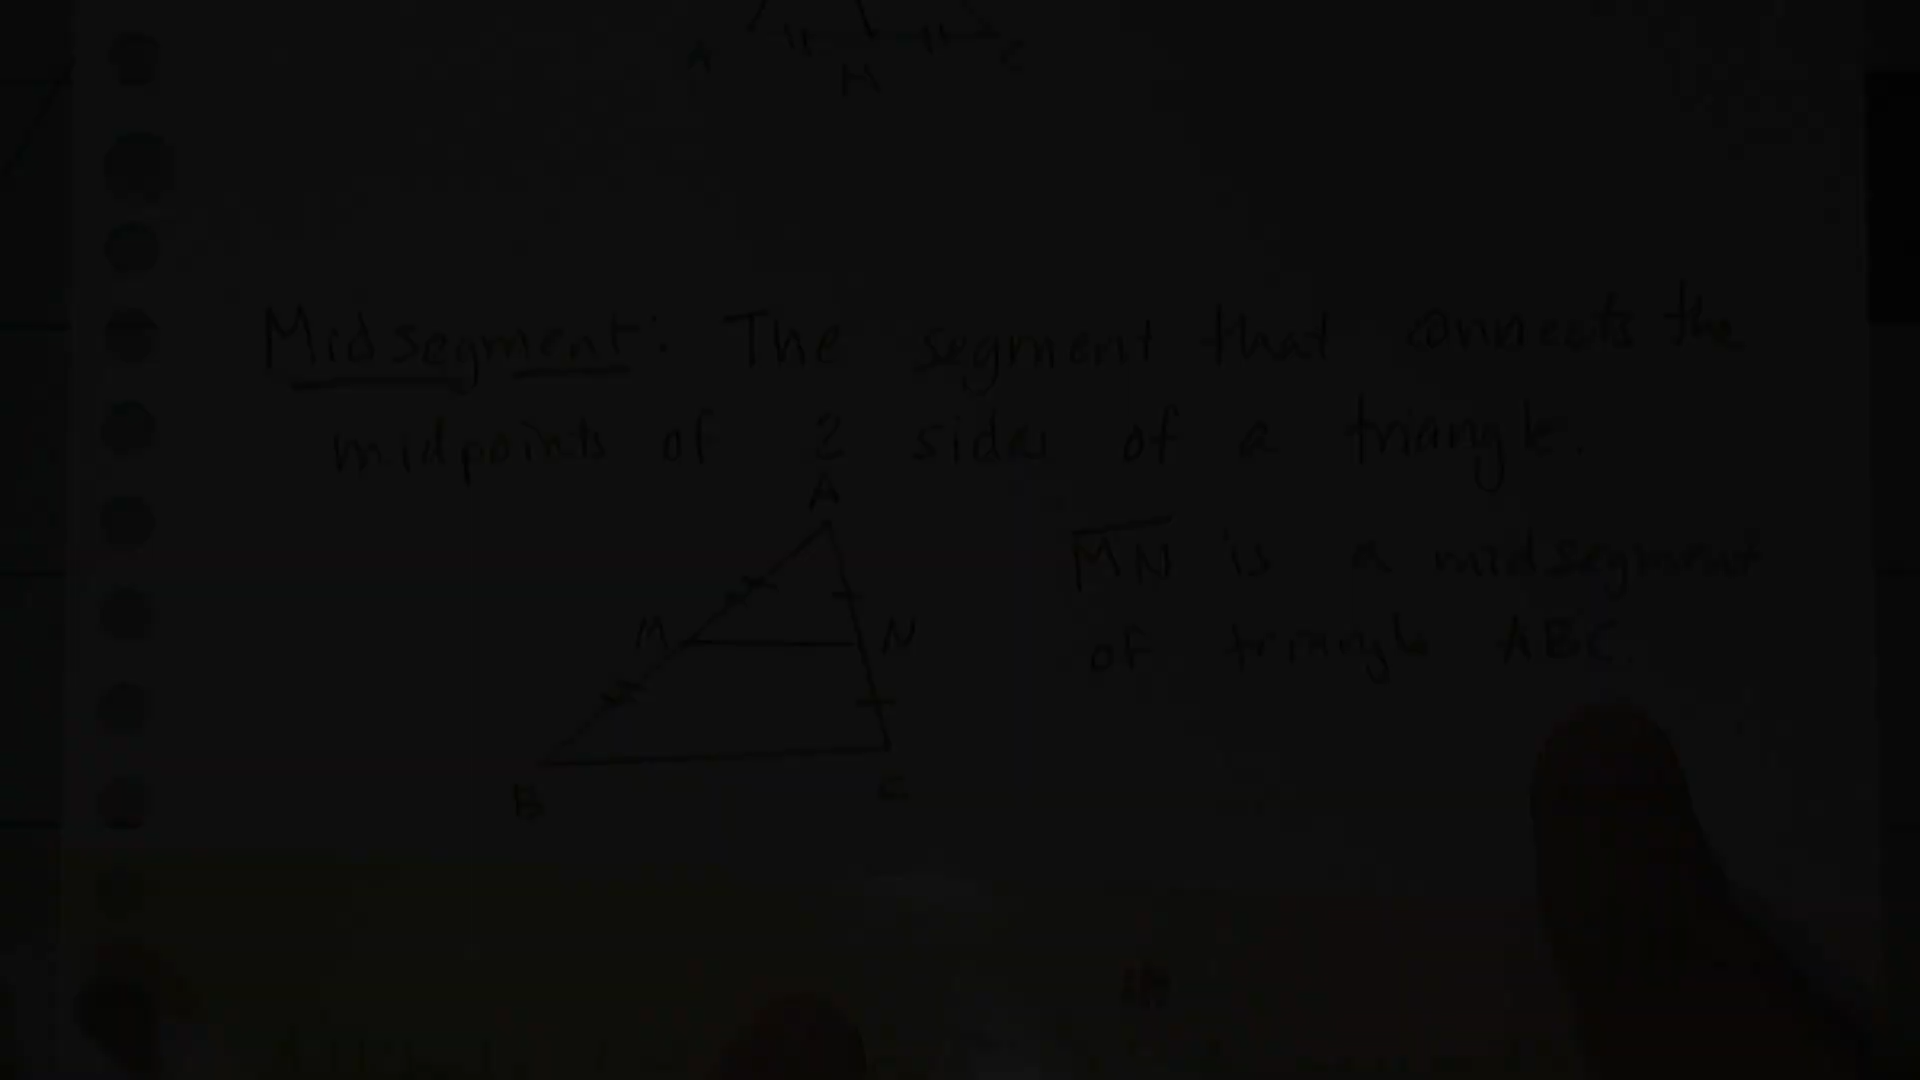 A C
M
Midsegment: The segment that connects the
midpoints of 2 sides of a triangle.
A
MN is a midsegment
M N
of triangle ABC.
B C